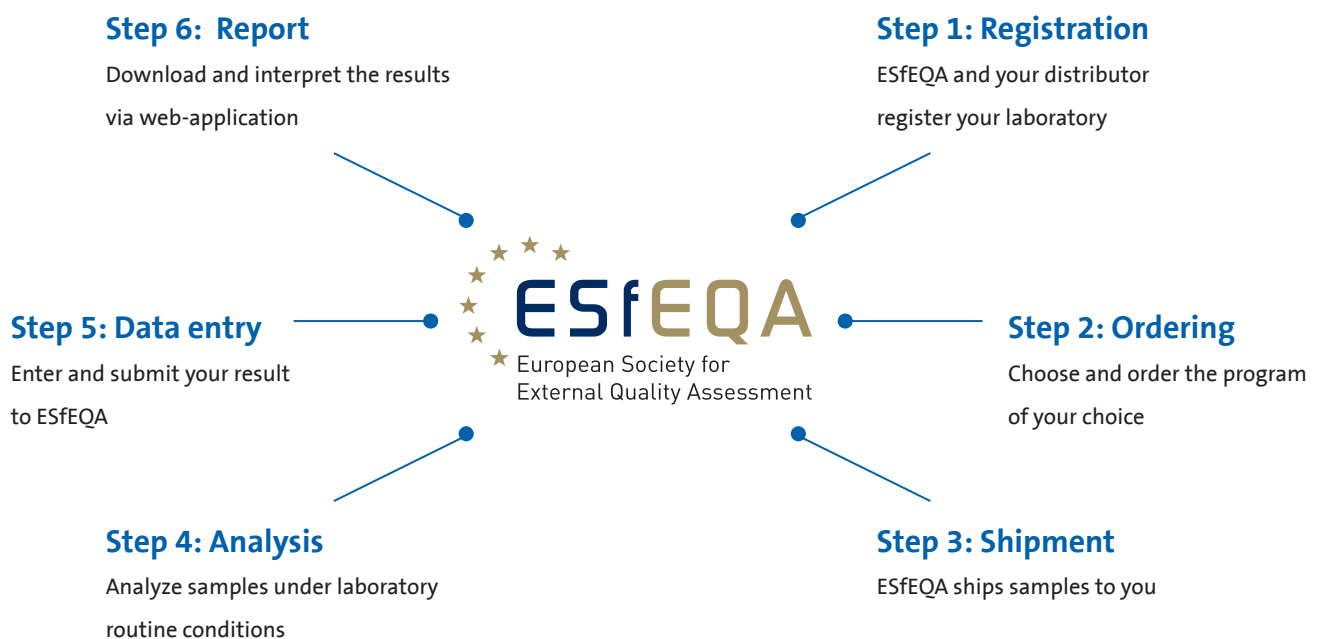 Step 6:  Report
Download and interpret the results
via web-application
Step 1: Registration
ESfEQA and your distributor
register your laboratory
Step 5: Data entry
Enter and submit your result
to ESfEQA
ESfEQA
European Society for
External Quality Assessment
Step 2: Ordering
Choose and order the program
of your choice
Step 4: Analysis
Analyze samples under laboratory
routine conditions
Step 3: Shipment
ESfEQA ships samples to you